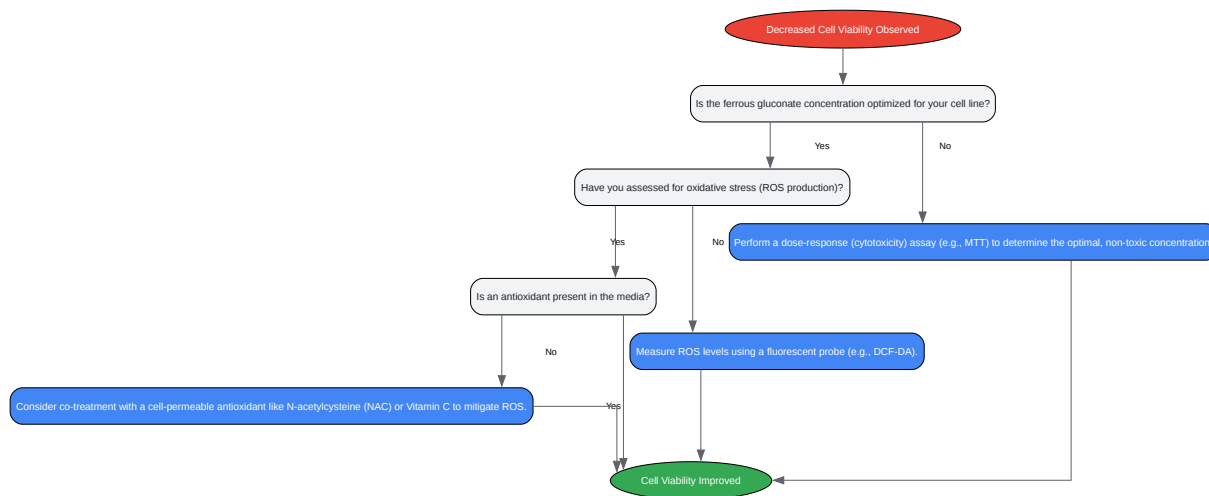 Decreased Cell Viability Observed
Is the ferrous gluconate concentration optimized for your cell line?
Yes
No
Have you assessed for oxidative stress (ROS production)?
Yes
No
Perform a dose-response (cytotoxicity) assay (e.g., MTT) to determine the optimal, non-toxic concentration
Is an antioxidant present in the media?
No
Measure ROS levels using a fluorescent probe (e.g., DCF-DA).
Consider co-treatment with a cell-permeable antioxidant like N-acetylcysteine (NAC) or Vitamin C to mitigate ROS.
Yes
Cell Viability Improved